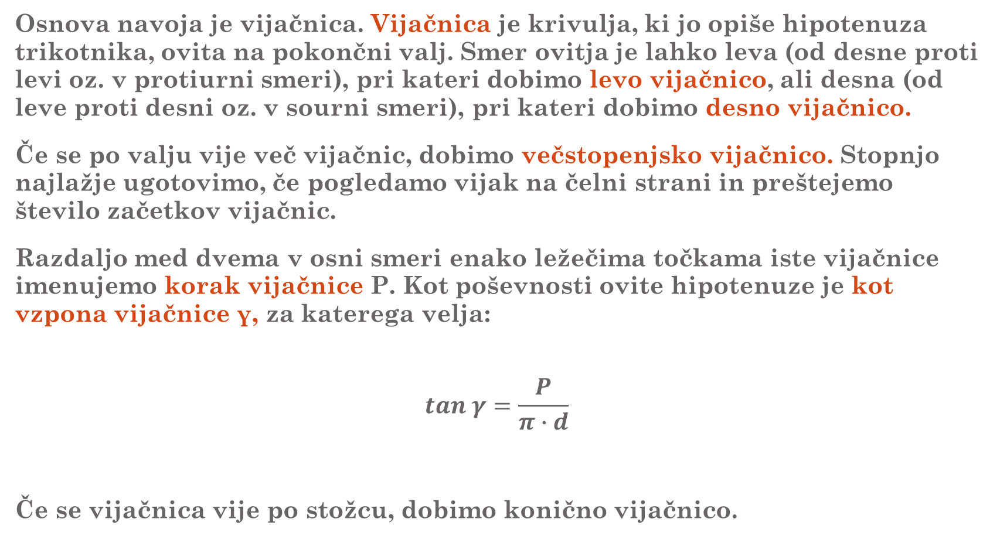 Osnova navoja je vijačnica. Vijačnica je krivulja, ki jo opiše hipotenuza
trikotnika, ovita na pokončni valj. Smer ovitja je lahko leva (od desne proti
levi oz. v protiurni smeri), pri kateri dobimo levo vijačnico, ali desna (od
leve proti desni oz. v sourni smeri), pri kateri dobimo desno vijačnico.
Če se po valju vije več vijačnic, dobimo večstopenjsko vijačnico. Stopnjo
najlažje ugotovimo, če pogledamo vijak na čelni strani in preštejemo
število začetkov vijačnic.
Razdaljo med dvema v osni smeri enako ležečima točkama iste vijačnice
imenujemo korak vijačnice P. Kot poševnosti ovite hipotenuze je kot
vzpona vijačnice γ, za katerega velja:
tan γ = P / (π · d)
Če se vijačnica vije po stožcu, dobimo konično vijačnico.